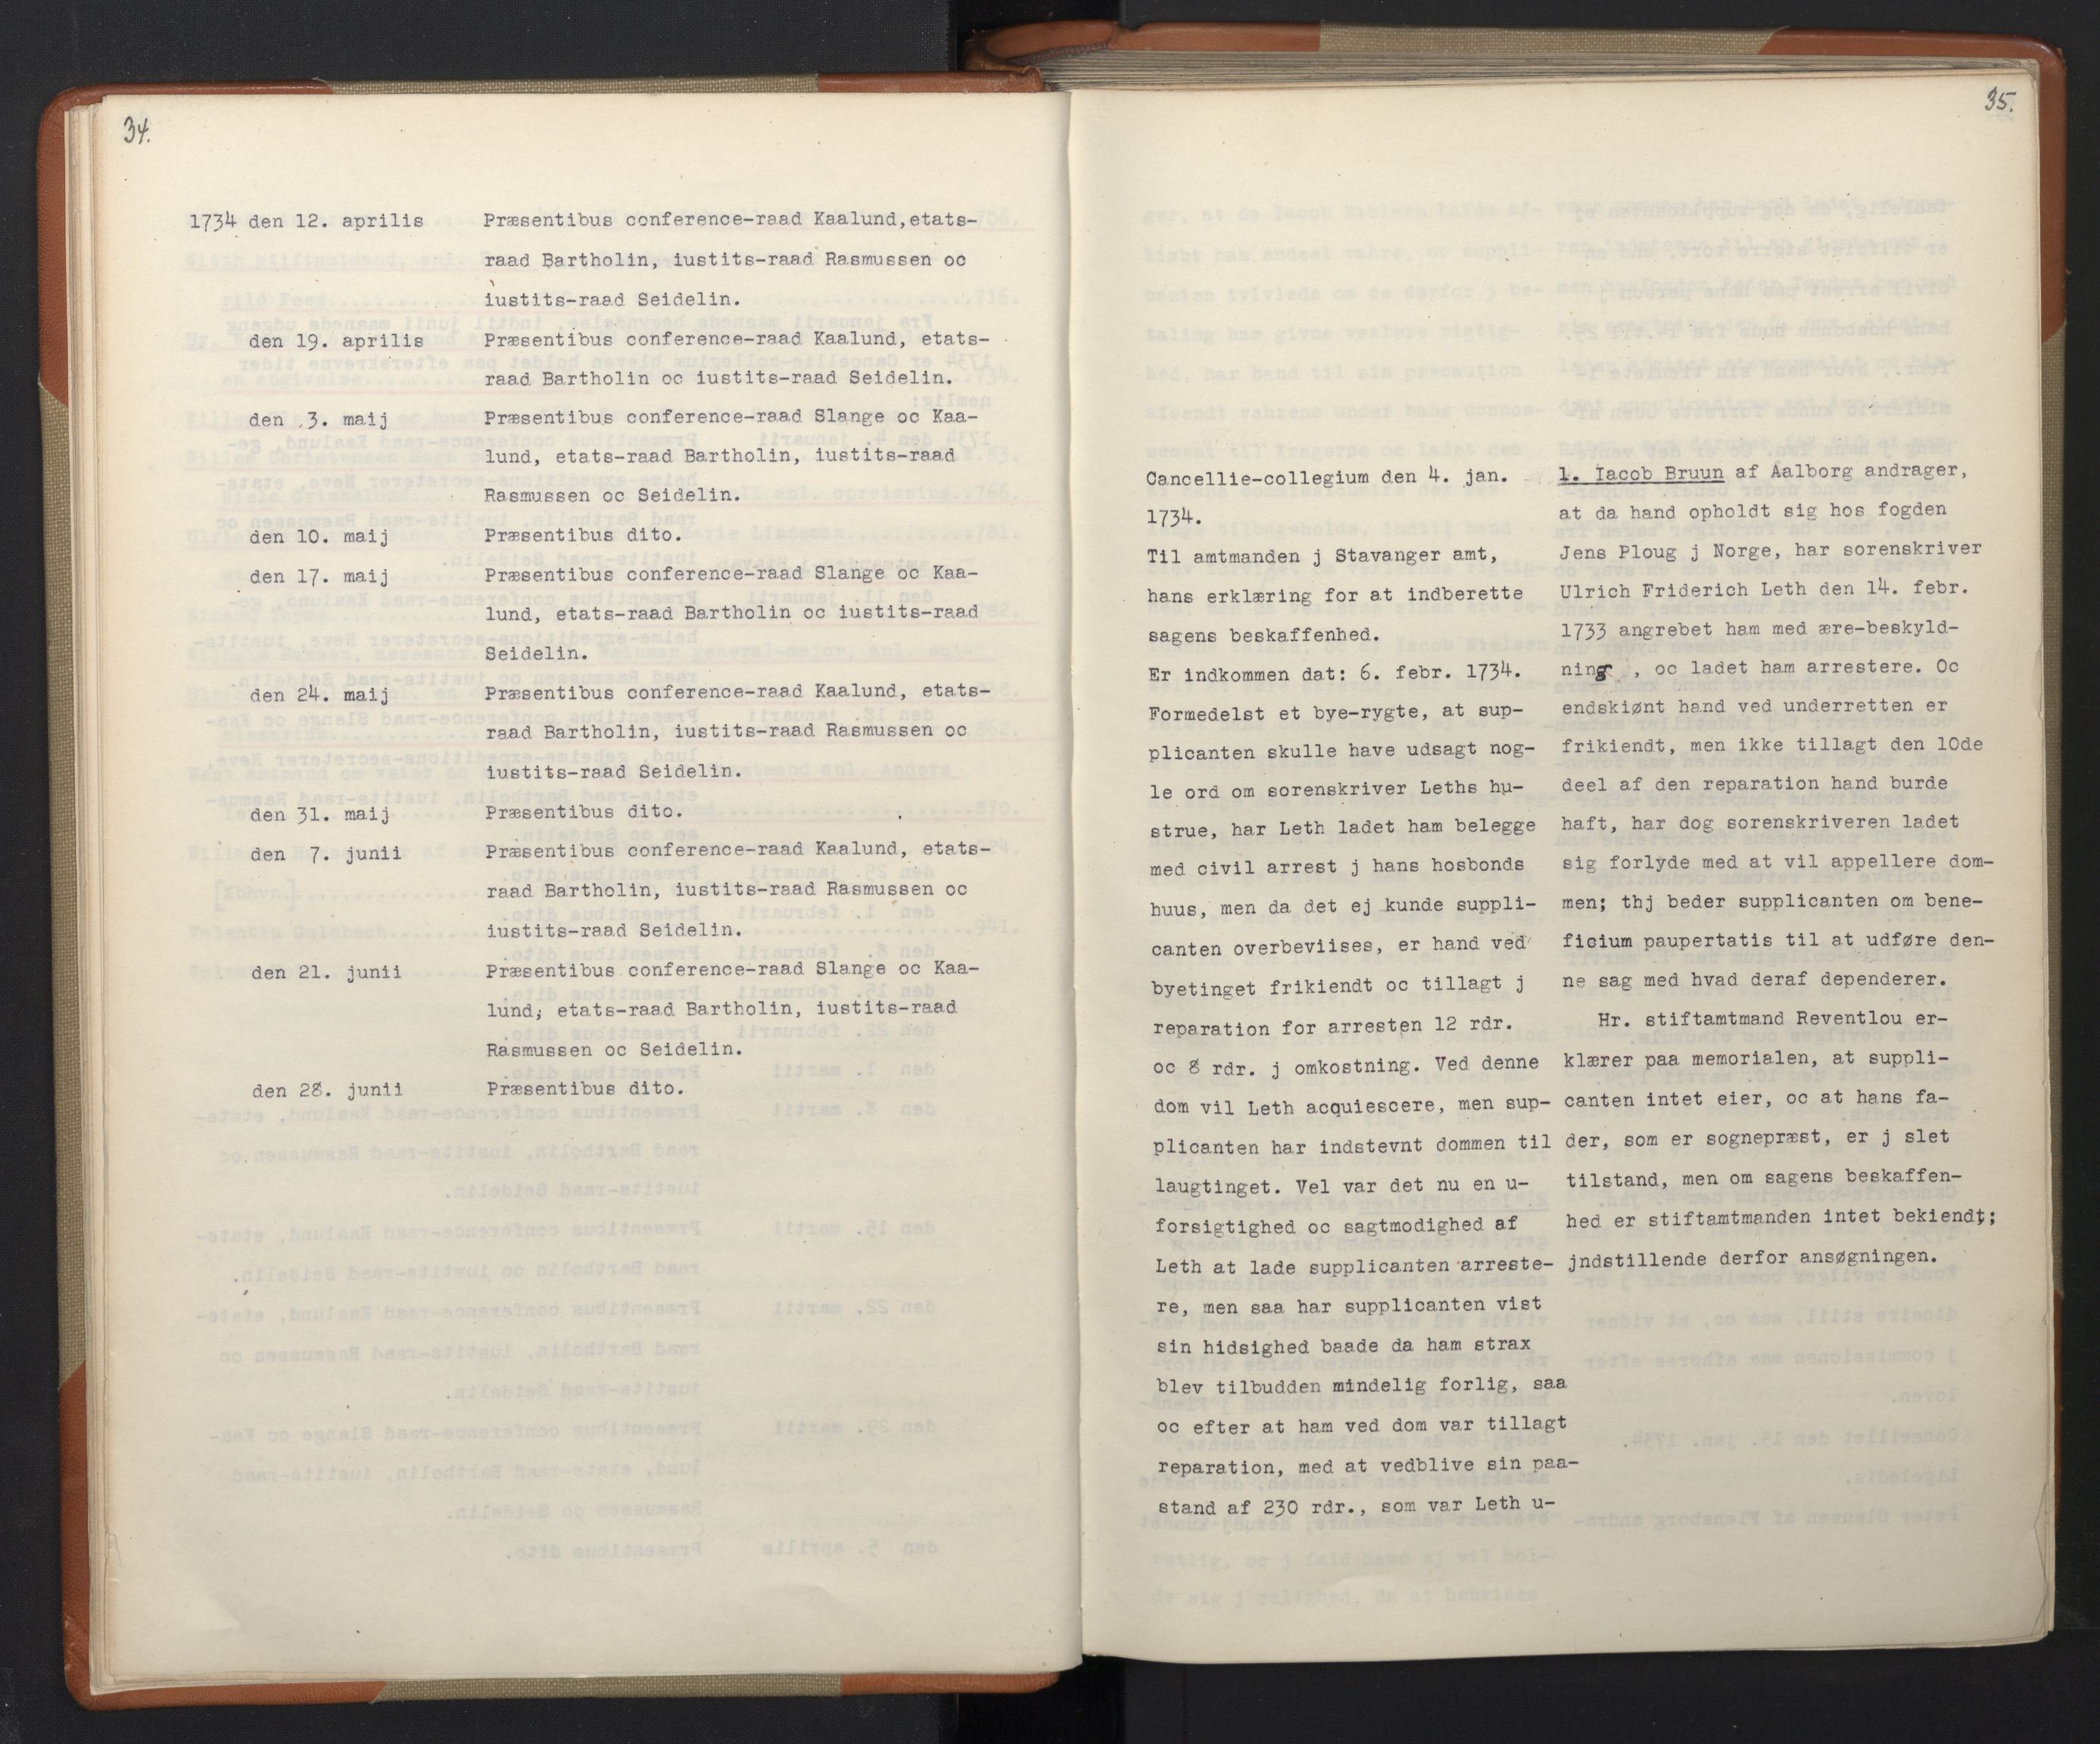 34.
1734 den 12. aprilis Præsentibus conference-raad Kaalund,etats-
raad Bartholin, iustits-raad Rasmussen oc
iustits-raad Seidelin.
den 19. aprilis Præsentibus conference-raad Kaalund, etats-
raad Bartholin oc iustits-raad Seidelin.
den 3. maij Præsentibus conference-raad Slange oc Kaa-
lund, etats-raad Bartholin, iustits-raad
Rasmussen oc Seidelin.
den 10. maij Præsentibus dito.
den 17. maij Præsentibus conference-raad Slange oc Kaa-
lund, etats-raad Bartholin oc iustits-raad
Seidelin.
den 24. maij Præsentibus conference-raad Kaalund, etats-
raad Bartholin, iustits-raad Rasmussen oc
iustits-raad Seidelin.
den 31. maij Præsentibus dito.
den 7. junii Præsentibus conference-raad Kaalund, etats-
raad Bartholin, iustits-raad Rasmussen oc
iustits-raad Seidelin.
den 21. junii Præsentibus conference-raad Slange oc Kaa-
lund, etats-raad Bartholin, iustits-raad
Rasmussen oc Seidelin.
den 28. junii Præsentibus dito.
35.
Cancellie-collegium den 4. jan.
1734.
Til amtmanden j Stavanger amt,
hans erklæring for at indberette
sagens beskaffenhed.
Er indkommen dat: 6. febr. 1734.
Formedelst et bye-rygte, at sup-
plicanten skulle have udsagt nog-
le ord om sorenskriver Leths hu-
strue, har Leth ladet ham belegge
med civil arrest j hans hosbonds
huus, men da det ej kunde suppli-
canten overbeviises, er hand ved
byetinget frikiendt oc tillagt j
reparation for arresten 12 rdr.
oc 8 rdr. j omkostning. Ved denne
dom vil Leth acquiescere, men sup-
plicanten har indstevnt dommen til
laugtinget. Vel var det nu en u-
forsigtighed oc sagtmodighed af
Leth at lade supplicanten arreste-
re, men saa har supplicanten vist
sin hidsighed baade da ham strax
blev tilbudden mindelig forlig, saa
oc efter at ham ved dom var tillagt
reparation, med at vedblive sin paa-
stand af 230 rdr., som var Leth u-
1. Iacob Bruun af Aalborg andrager,
at da hand opholdt sig hos fogden
Jens Ploug j Norge, har sorenskriver
Ulrich Friderich Leth den 14. febr.
1733 angrebet ham med ære-beskyld-
ning , oc ladet ham arrestere. Oc
endskiønt hand ved underretten er
frikiendt, men ikke tillagt den 10de
deel af den reparation hand burde
haft, har dog sorenskriveren ladet
sig forlyde med at vil appellere dom-
men; thj beder supplicanten om bene-
ficium paupertatis til at udføre den-
ne sag med hvad deraf dependerer.
Hr. stiftamtmand Reventlou er-
klærer paa memorialen, at suppli-
canten intet eier, oc at hans fa-
der, som er sognepræst, er j slet
tilstand, men om sagens beskaffen-
hed er stiftamtmanden intet bekiendt;
jndstillende derfor ansøgningen.